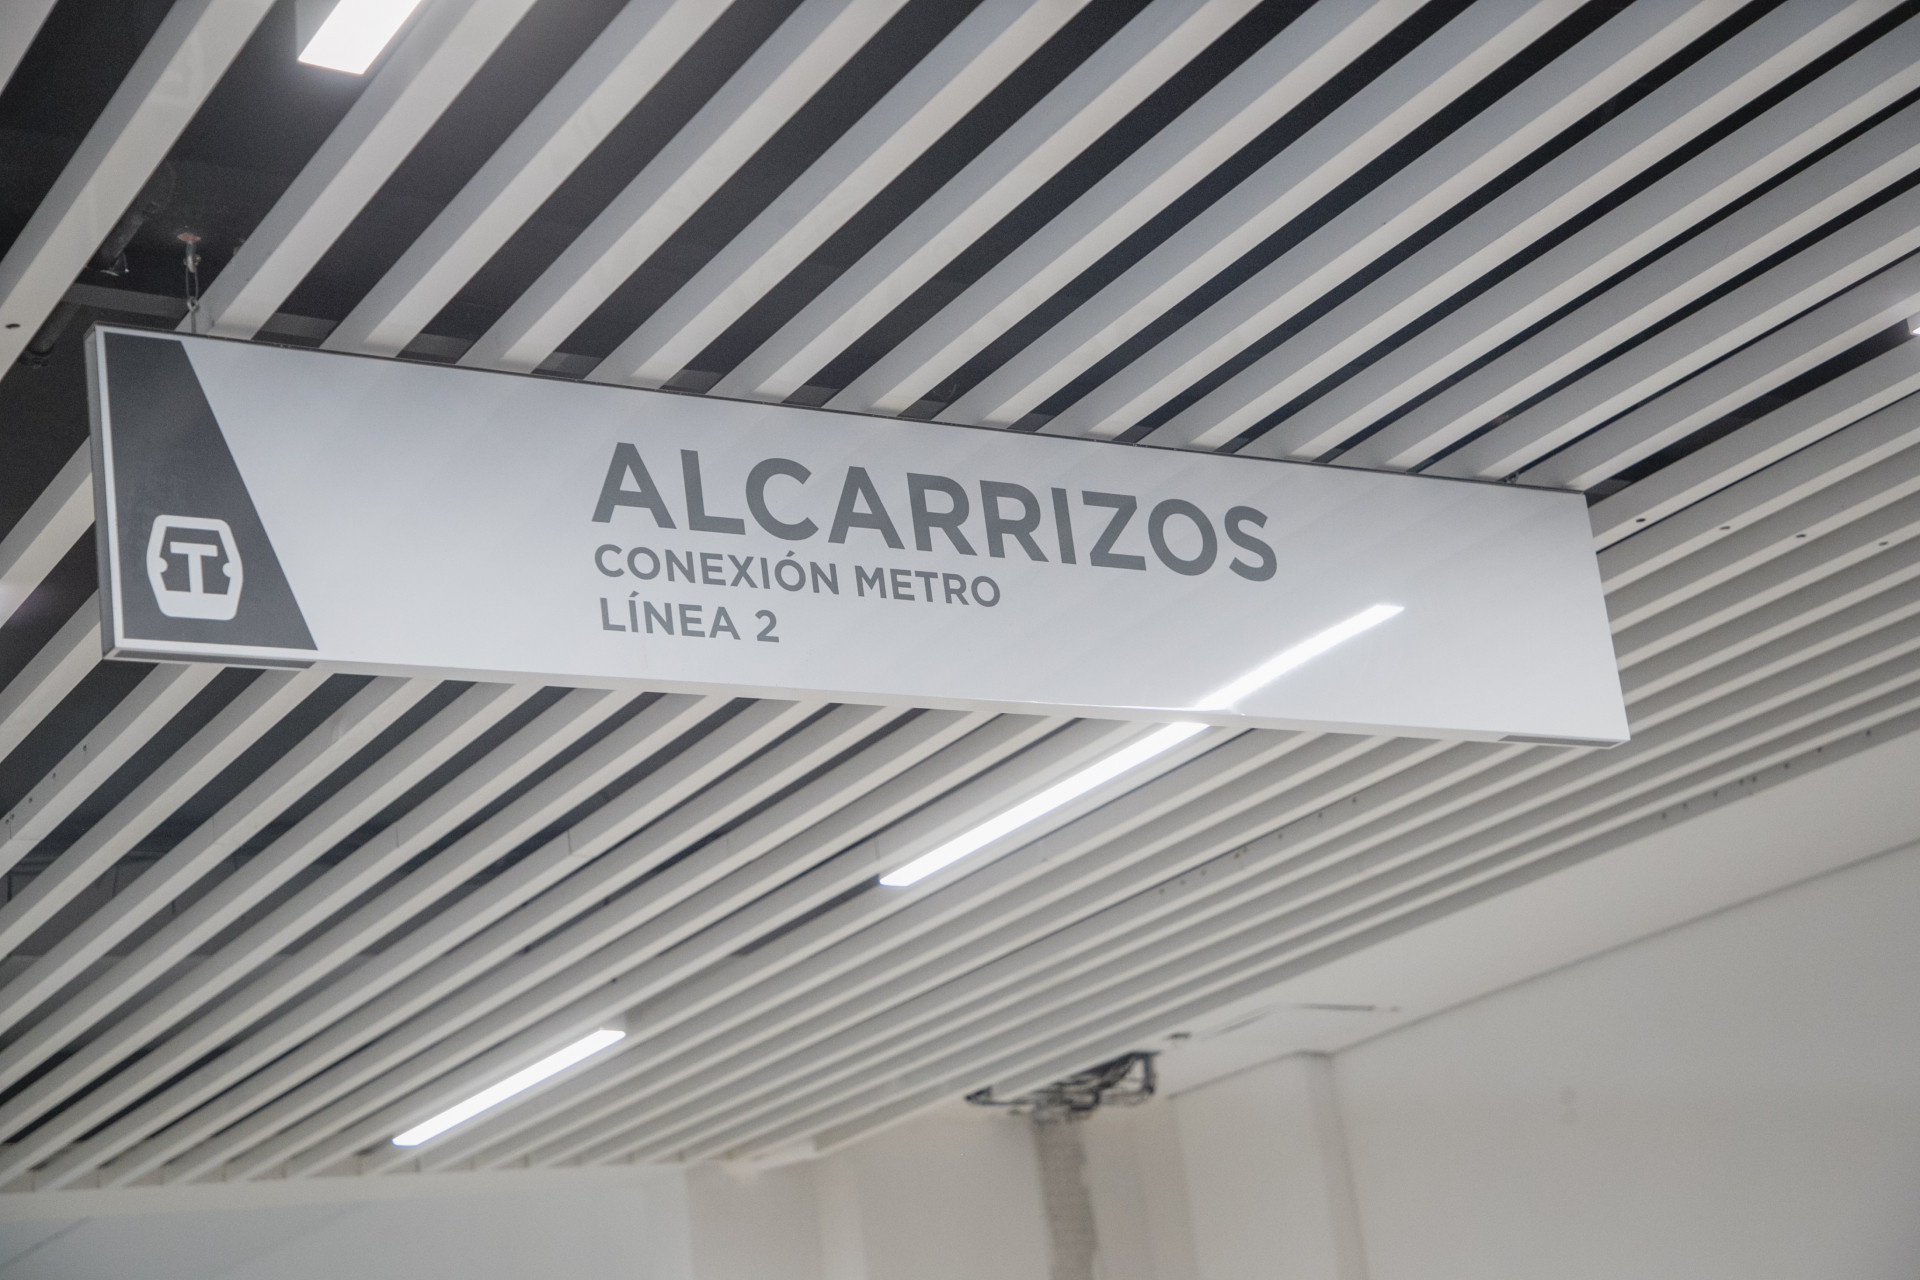 T
ALCARRIZOS
CONEXIÓN METRO
LÍNEA 2